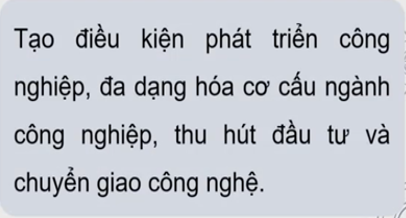 Tạo điều kiện phát triển công
nghiệp, đa dạng hóa cơ cấu ngành
công nghiệp, thu hút đầu tư và
chuyển giao công nghệ.